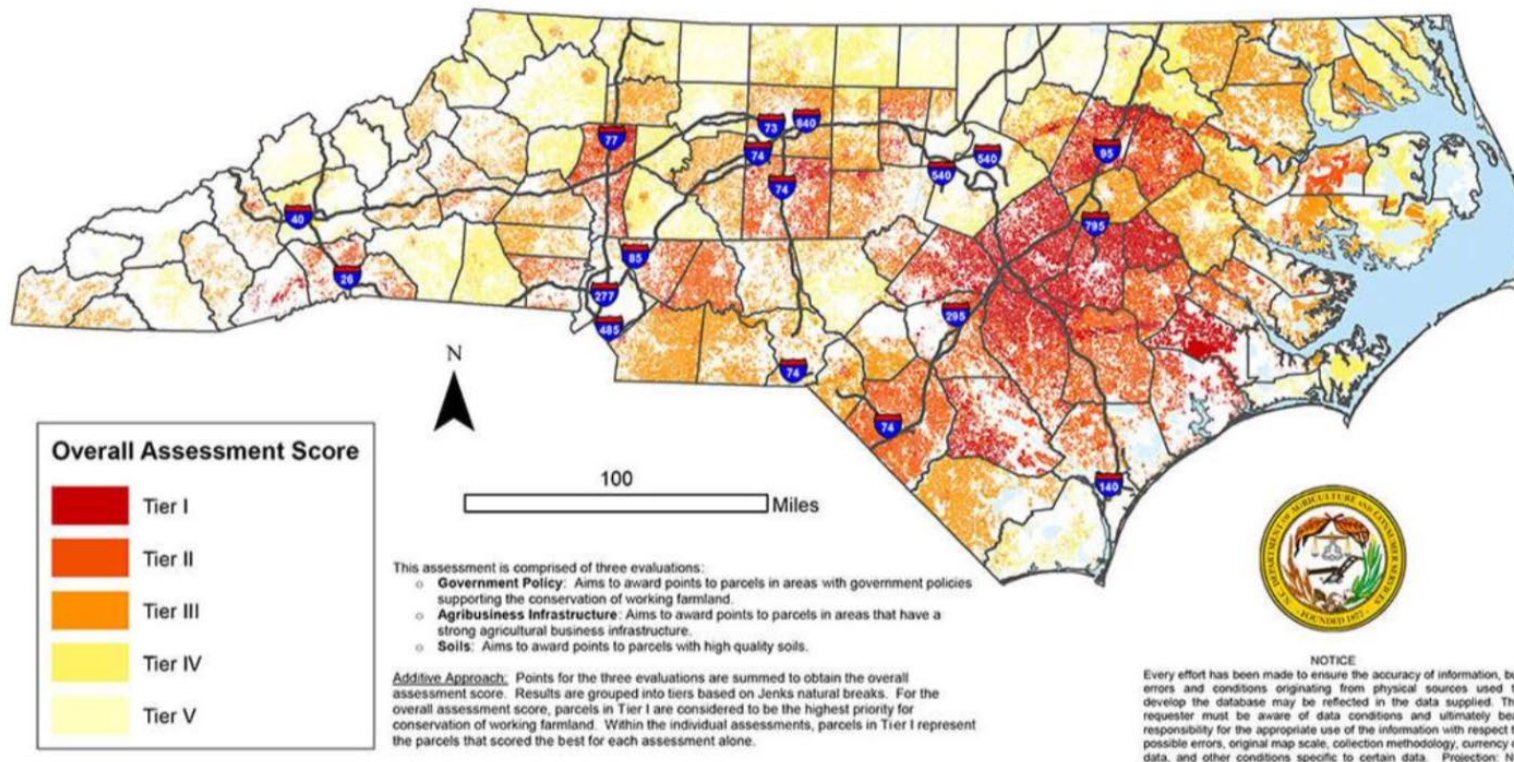 77
73
840
74
95
540
540
74
40
795
26
85
277
295
485
74
74
140
N
100
Miles
Overall Assessment Score
Tier I
Tier II
Tier III
Tier IV
Tier V
This assessment is comprised of three evaluations:
o Government Policy: Aims to award points to parcels in areas with government policies
supporting the conservation of working farmland.
o Agribusiness Infrastructure: Aims to award points to parcels in areas that have a
strong agricultural business infrastructure.
o Soils: Aims to award points to parcels with high quality soils.
Additive Approach: Points for the three evaluations are summed to obtain the overall
assessment score. Results are grouped into tiers based on Jenks natural breaks. For the
overall assessment score, parcels in Tier I are considered to be the highest priority for
conservation of working farmland. Within the individual assessments, parcels in Tier I represent
the parcels that scored the best for each assessment alone.
N.C. DEPARTMENT OF AGRICULTURE AND CONSUMER SERVICES
FOUNDED 1877
NOTICE
Every effort has been made to ensure the accuracy of information, bu
errors and conditions originating from physical sources used t
develop the database may be reflected in the data supplied. Th
requester must be aware of data conditions and ultimately bea
responsibility for the appropriate use of the information with respect t
possible errors, original map scale, collection methodology, currency o
data, and other conditions specific to certain data. Projection: N